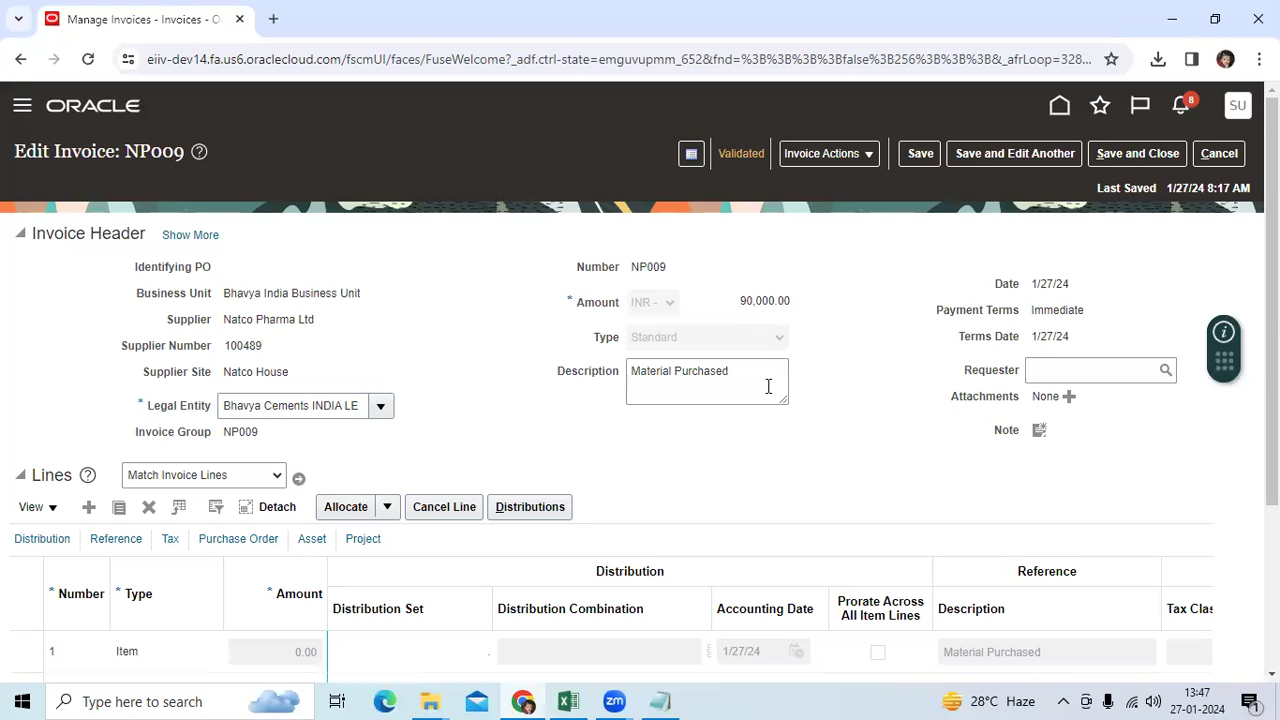 Manage Invoices - Invoices - O
eiiv-dev14.fa.us6.oraclecloud.com/fscmUI/faces/FuseWelcome?_adf.ctrl-state=emguvupmm_652&fnd=%3B%3B%3B%3Bfalse%3B256%3B%3B%3B&_afrLoop=328...
ORACLE
8
SU
Edit Invoice: NP009
Validated
Invoice Actions
Save
Save and Edit Another
Save and Close
Cancel
Last Saved 1/27/24 8:17 AM
Invoice Header Show More
Identifying PO
Business Unit Bhavya India Business Unit
Supplier Natco Pharma Ltd
Supplier Number 100489
Supplier Site Natco House
* Legal Entity Bhavya Cements INDIA LE
Invoice Group NP009
Number NP009
* Amount INR - 90,000.00
Type Standard
Description Material Purchased
Date 1/27/24
Payment Terms Immediate
Terms Date 1/27/24
Requester
Attachments None
Note
Lines Match Invoice Lines
View Detach Allocate Cancel Line Distributions
Distribution Reference Tax Purchase Order Asset Project
Distribution Reference
* Number * Type * Amount Distribution Set Distribution Combination Accounting Date Prorate Across All Item Lines Description Tax Clas
1 Item 0.00 1/27/24 Material Purchased
Type here to search
28°C Haze
13:47
27-01-2024
1